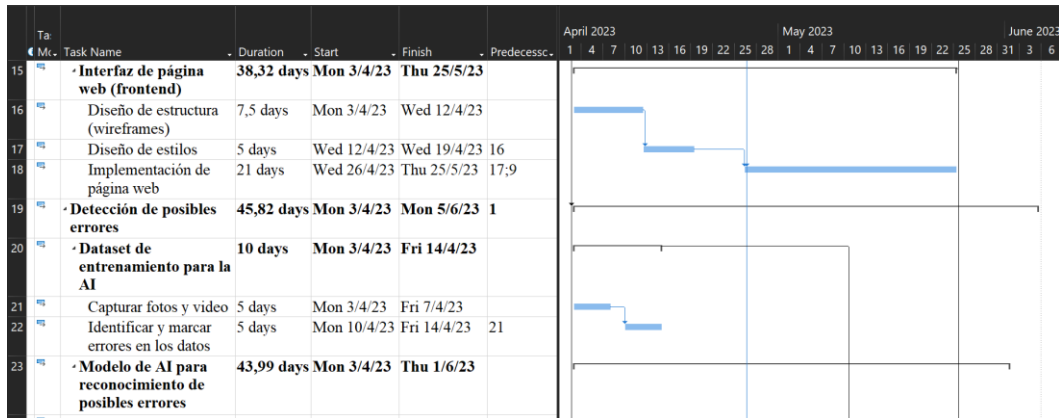 April 2023 May 2023 June 2023
Ta:
Mc Task Name Duration Start Finish Predecessc 1 4 7 10 13 16 19 22 25 28 1 4 7 10 13 16 19 22 25 28 31 3 6
15 Interfaz de página 38,32 days Mon 3/4/23 Thu 25/5/23
web (frontend)
16 Diseño de estructura 7,5 days Mon 3/4/23 Wed 12/4/23
(wireframes)
17 Diseño de estilos 5 days Wed 12/4/23 Wed 19/4/23 16
18 Implementación de 21 days Wed 26/4/23 Thu 25/5/23 17;9
página web
19 Detección de posibles 45,82 days Mon 3/4/23 Mon 5/6/23 1
errores
20 Dataset de 10 days Mon 3/4/23 Fri 14/4/23
entrenamiento para la
AI
21 Capturar fotos y video 5 days Mon 3/4/23 Fri 7/4/23
22 Identificar y marcar 5 days Mon 10/4/23 Fri 14/4/23 21
errores en los datos
23 Modelo de AI para 43,99 days Mon 3/4/23 Thu 1/6/23
reconocimiento de
posibles errores